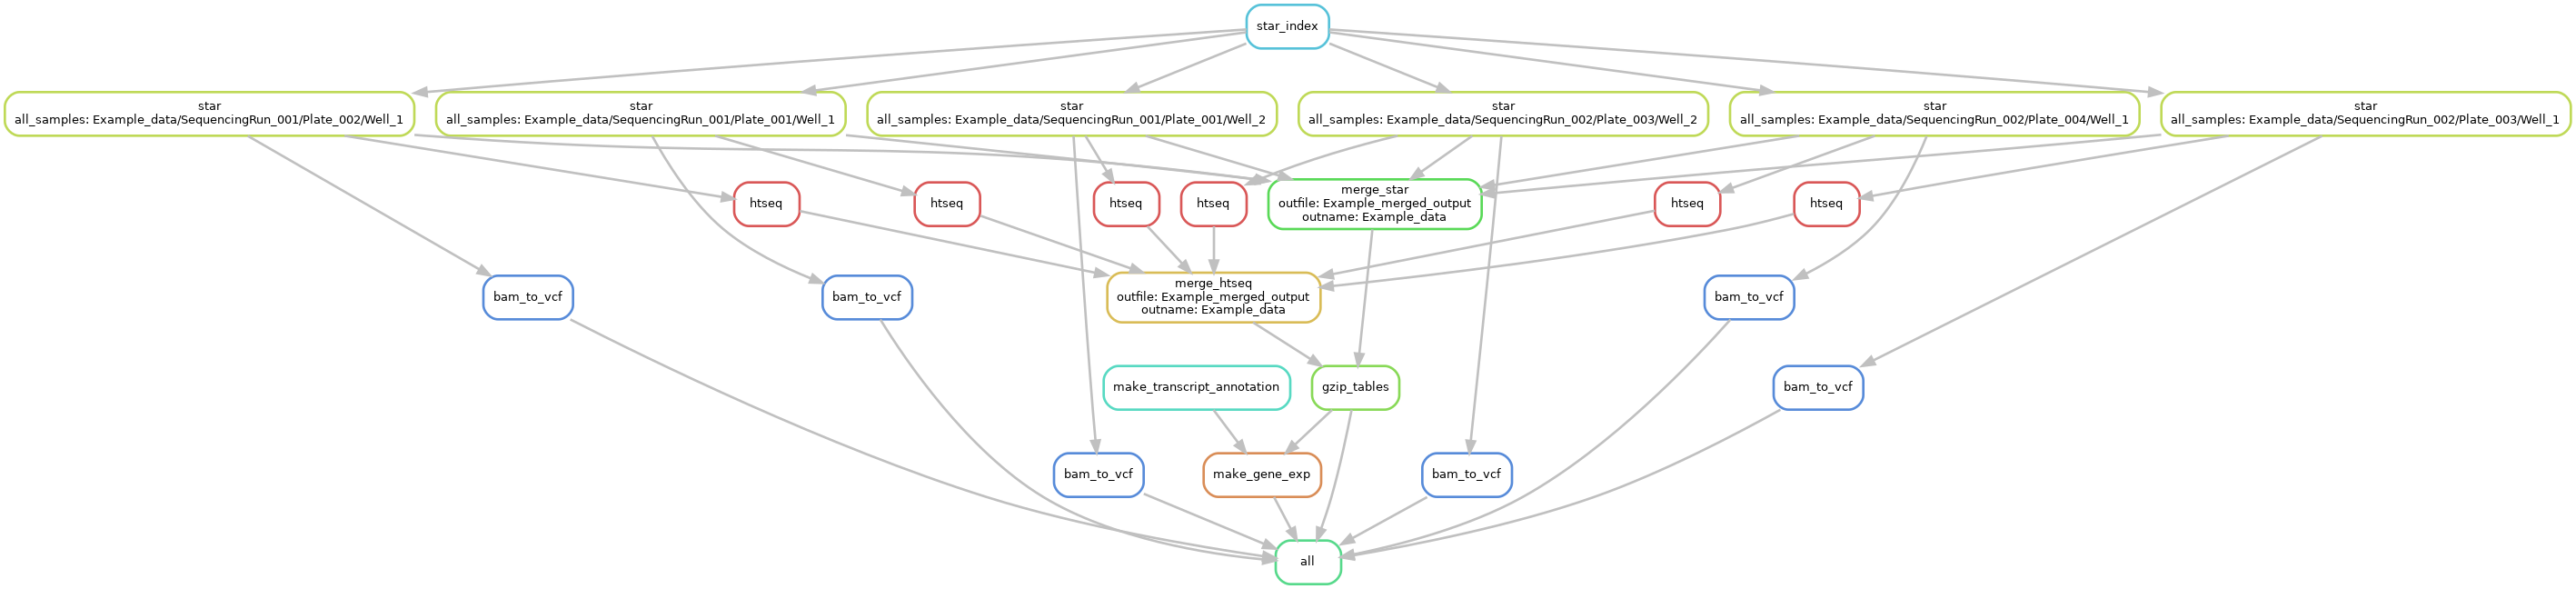 star_index
star
all_samples: Example_data/SequencingRun_001/Plate_002/Well_1
star
all_samples: Example_data/SequencingRun_001/Plate_001/Well_1
star
all_samples: Example_data/SequencingRun_001/Plate_001/Well_2
star
all_samples: Example_data/SequencingRun_002/Plate_003/Well_2
star
all_samples: Example_data/SequencingRun_002/Plate_004/Well_1
star
all_samples: Example_data/SequencingRun_002/Plate_003/Well_1
htseq
htseq
htseq
htseq
merge_star
outfile: Example_merged_output
outname: Example_data
htseq
htseq
bam_to_vcf
bam_to_vcf
merge_htseq
outfile: Example_merged_output
outname: Example_data
bam_to_vcf
make_transcript_annotation
gzip_tables
bam_to_vcf
bam_to_vcf
make_gene_exp
bam_to_vcf
all